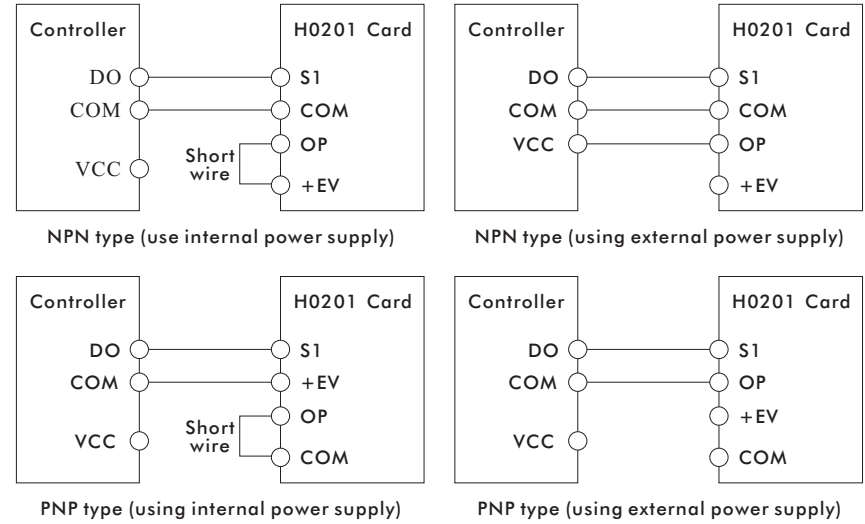 Controller
H0201 Card
DO
S1
COM
COM
OP
VCC
Short
wire
+EV
NPN type (use internal power supply)
Controller
H0201 Card
DO
S1
COM
COM
VCC
OP
+EV
NPN type (using external power supply)
Controller
H0201 Card
DO
S1
COM
+EV
OP
VCC
Short
wire
COM
PNP type (using internal power supply)
Controller
H0201 Card
DO
S1
COM
OP
+EV
VCC
COM
PNP type (using external power supply)